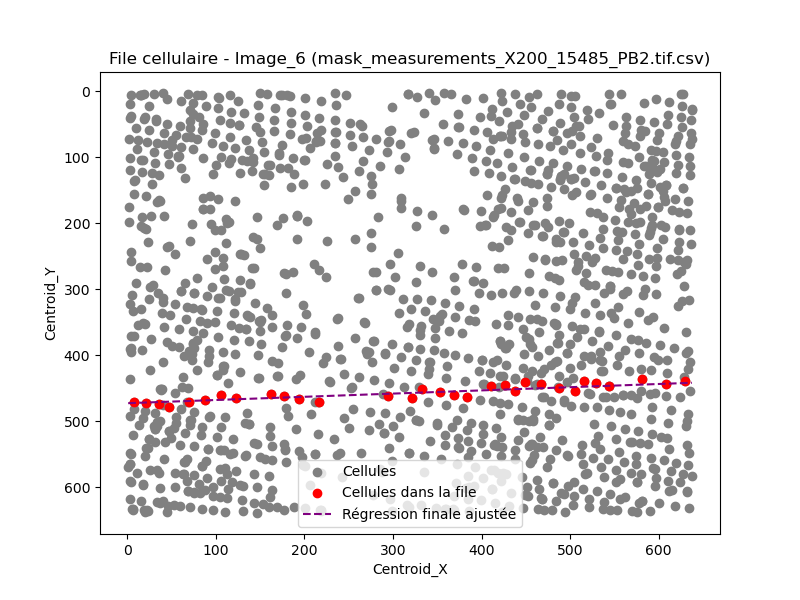 File cellulaire - Image_6 (mask_measurements_X200_15485_PB2.tif.csv)
0
100
200
300
400
500
600
Centroid_Y
Cellules
Cellules dans la file
Régression finale ajustée
0 100 200 300 400 500 600
Centroid_X